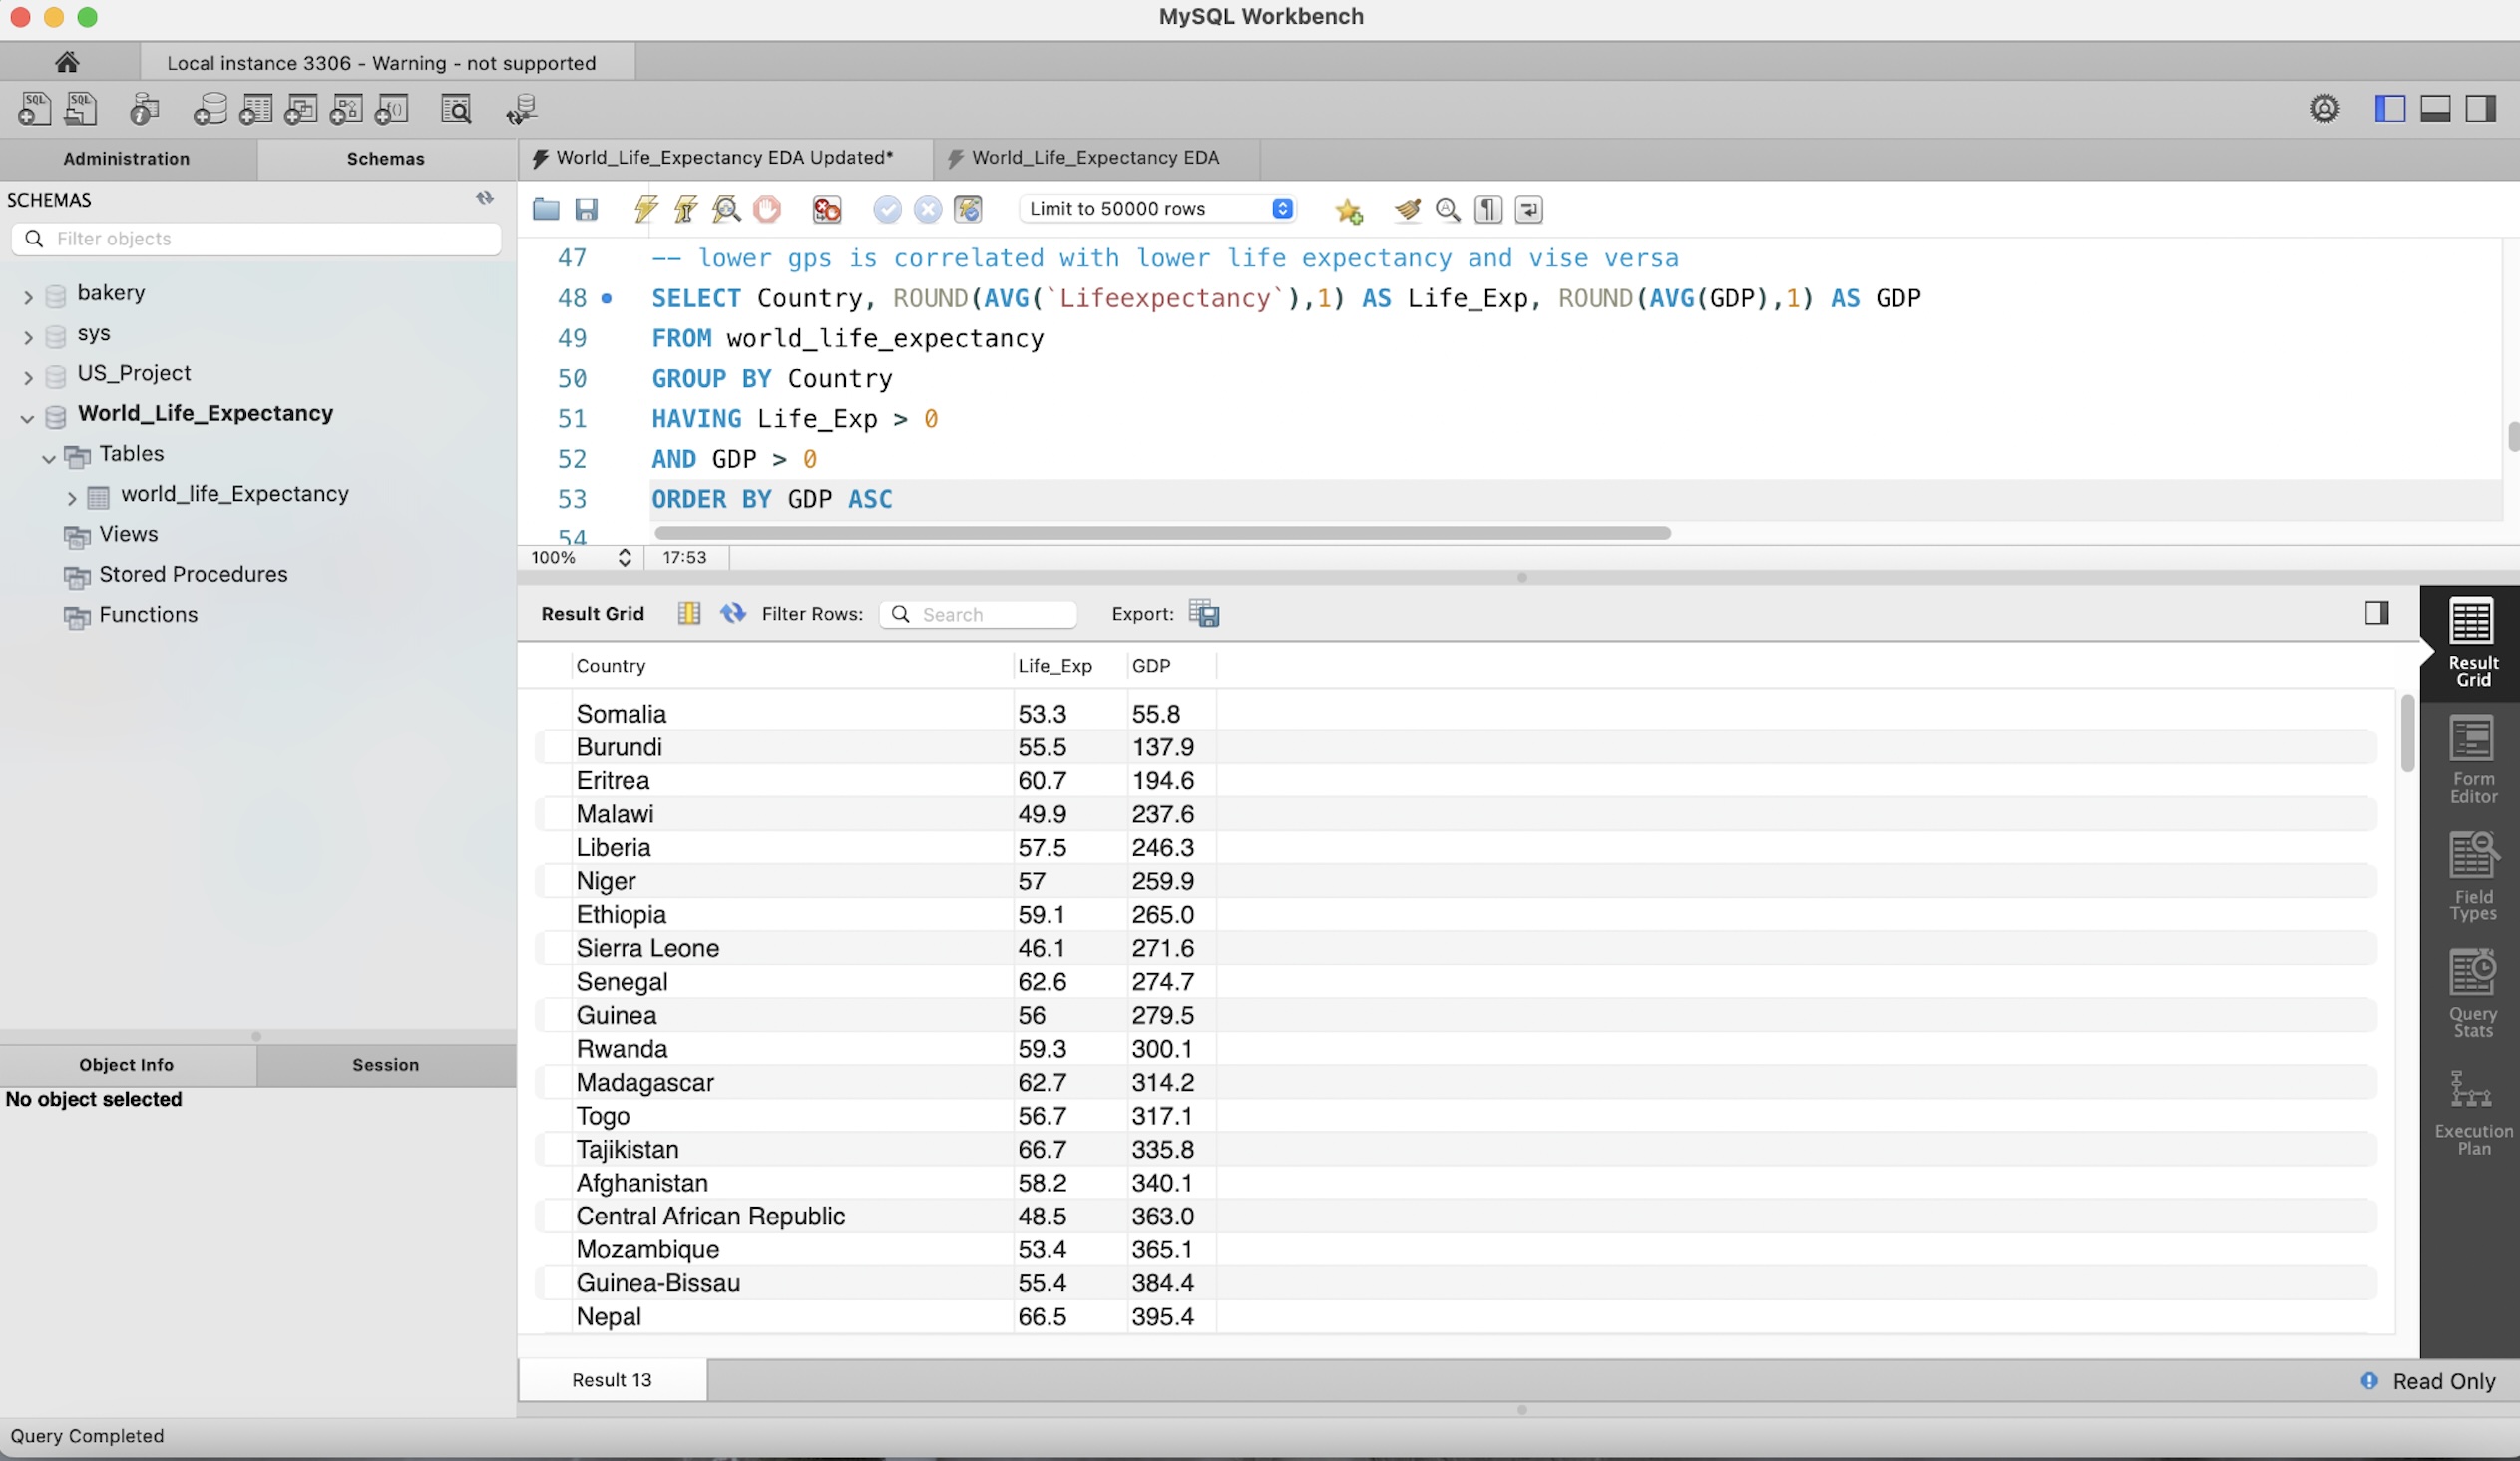 MySQL Workbench
Local instance 3306 - Warning - not supported
SQL SQL
Administration Schemas
World_Life_Expectancy EDA Updated* World_Life_Expectancy EDA
SCHEMAS
Filter objects
bakery
sys
US_Project
World_Life_Expectancy
Tables
world_life_Expectancy
Views
Stored Procedures
Functions
Object Info Session
No object selected
Limit to 50000 rows
47 -- lower gps is correlated with lower life expectancy and vise versa
48 SELECT Country, ROUND(AVG(`Lifeexpectancy`),1) AS Life_Exp, ROUND(AVG(GDP),1) AS GDP
49 FROM world_life_expectancy
50 GROUP BY Country
51 HAVING Life_Exp > 0
52 AND GDP > 0
53 ORDER BY GDP ASC
54
100% 17:53
Result Grid Filter Rows: Search Export:
Country Life_Exp GDP
Somalia 53.3 55.8
Burundi 55.5 137.9
Eritrea 60.7 194.6
Malawi 49.9 237.6
Liberia 57.5 246.3
Niger 57 259.9
Ethiopia 59.1 265.0
Sierra Leone 46.1 271.6
Senegal 62.6 274.7
Guinea 56 279.5
Rwanda 59.3 300.1
Madagascar 62.7 314.2
Togo 56.7 317.1
Tajikistan 66.7 335.8
Afghanistan 58.2 340.1
Central African Republic 48.5 363.0
Mozambique 53.4 365.1
Guinea-Bissau 55.4 384.4
Nepal 66.5 395.4
Result
Grid
Form
Editor
Field
Types
Query
Stats
Execution
Plan
Result 13
Read Only
Query Completed